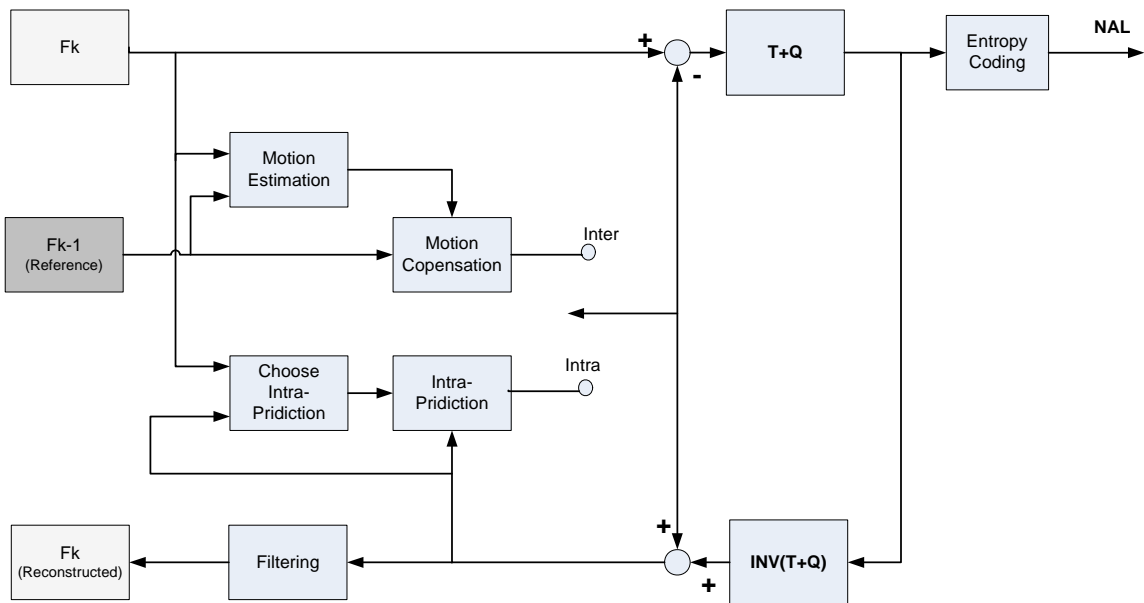 Fk
+
-
T+Q
Entropy
Coding
NAL
Motion
Estimation
Fk-1
(Reference)
Motion
Copensation
Inter
Choose
Intra-
Pridiction
Intra-
Pridiction
Intra
Fk
(Reconstructed)
Filtering
+
+
INV(T+Q)